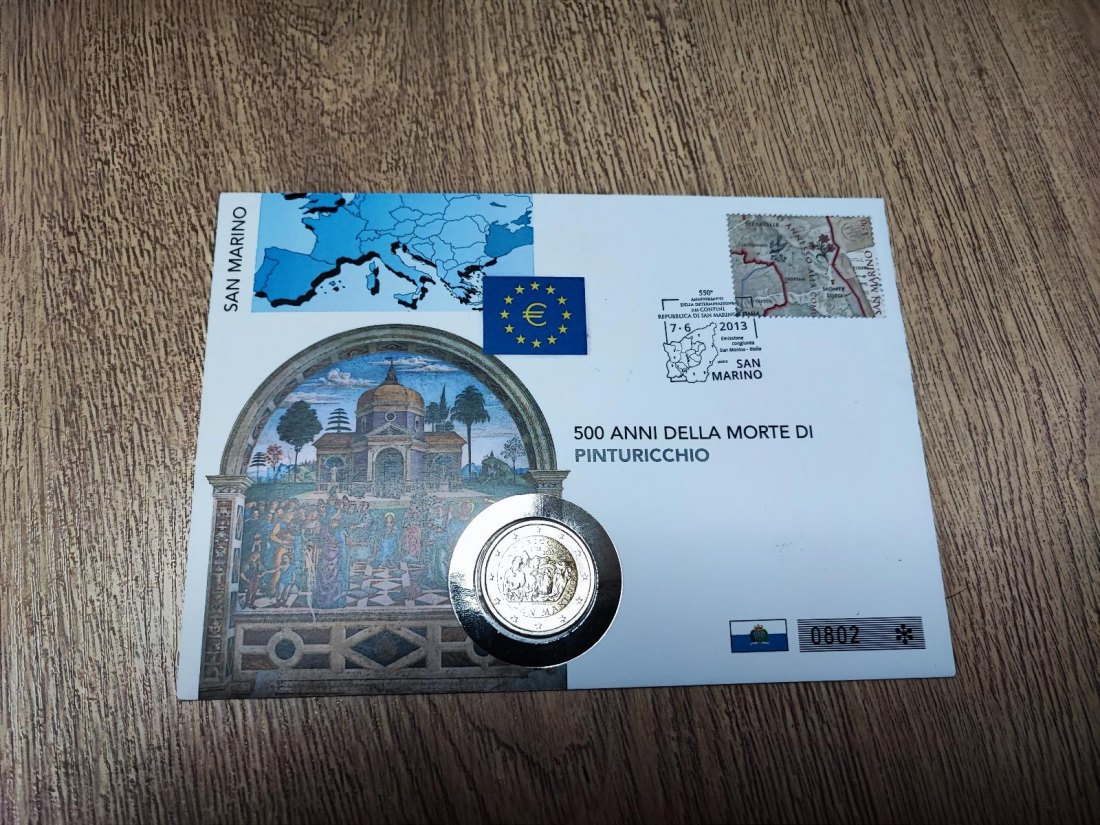 SAN MARINO
€
550°
ANNIVERSARIO
DELLA DETERMINAZIONE
DEI CONFINI
REPUBBLICA DI SAN MARINO
7 - 6 2013
Emissione
congiunta
San Marino - Italia
SAN
MARINO
MONTE
SAN MARINO
500 ANNI DELLA MORTE DI
PINTURICCHIO
SAN MARINO
0802 *